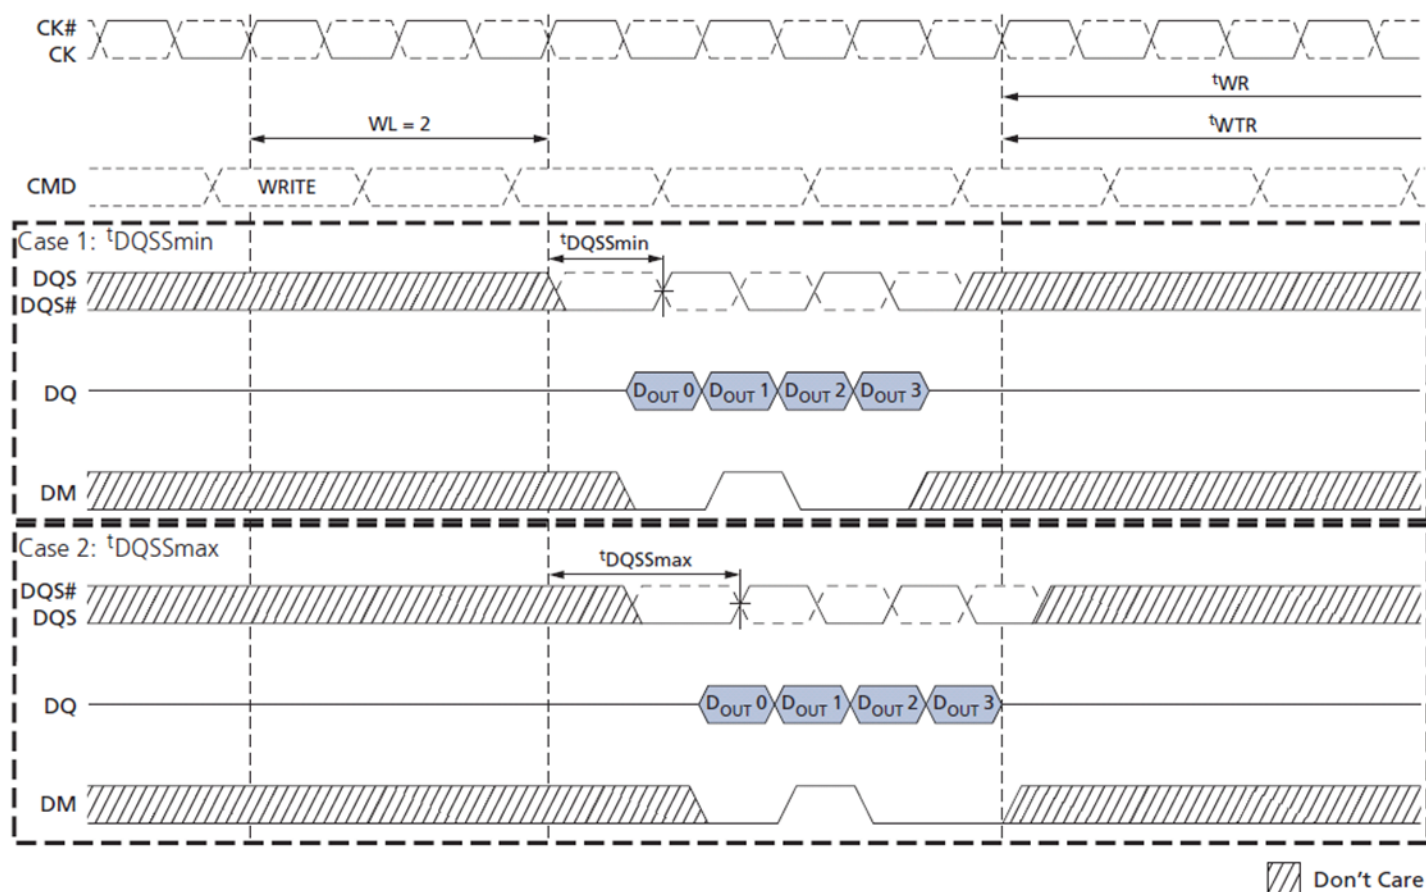 CK#
CK
tWR
WL = 2
tWTR
CMD
WRITE
Case 1: tDQSSmin
tDQSSmin
DQS
DQS#
DQ
DOUT 0 DOUT 1 DOUT 2 DOUT 3
DM
Case 2: tDQSSmax
tDQSSmax
DQS#
DQS
DQ
DOUT 0 DOUT 1 DOUT 2 DOUT 3
DM
Don't Care